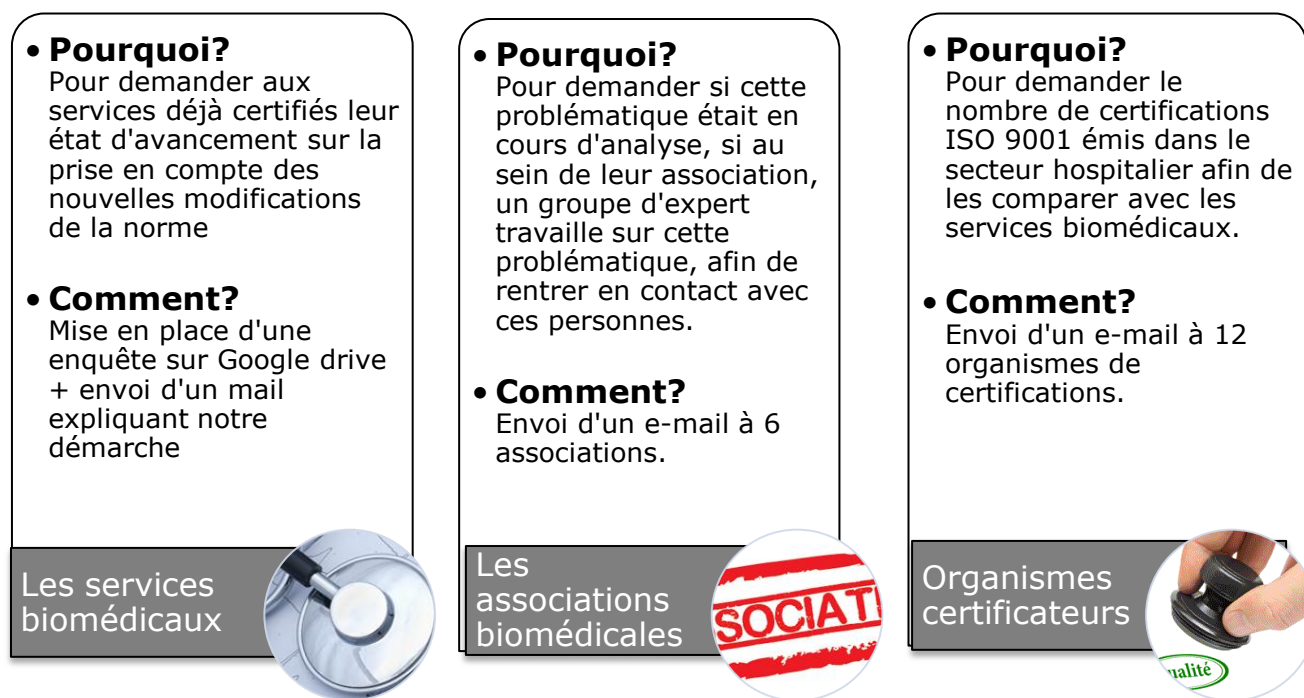 • Pourquoi?
Pour demander aux
services déjà certifiés leur
état d'avancement sur la
prise en compte des
nouvelles modifications
de la norme
• Comment?
Mise en place d'une
enquête sur Google drive
+ envoi d'un mail
expliquant notre
démarche
Les services
biomédicaux
• Pourquoi?
Pour demander si cette
problématique était en
cours d'analyse, si au
sein de leur association,
un groupe d'expert
travaille sur cette
problématique, afin de
rentrer en contact avec
ces personnes.
• Comment?
Envoi d'un e-mail à 6
associations.
Les
associations
biomédicales
SOCIAT
• Pourquoi?
Pour demander le
nombre de certifications
ISO 9001 émis dans le
secteur hospitalier afin de
les comparer avec les
services biomédicaux.
• Comment?
Envoi d'un e-mail à 12
organismes de
certifications.
Organismes
certificateurs
ualité